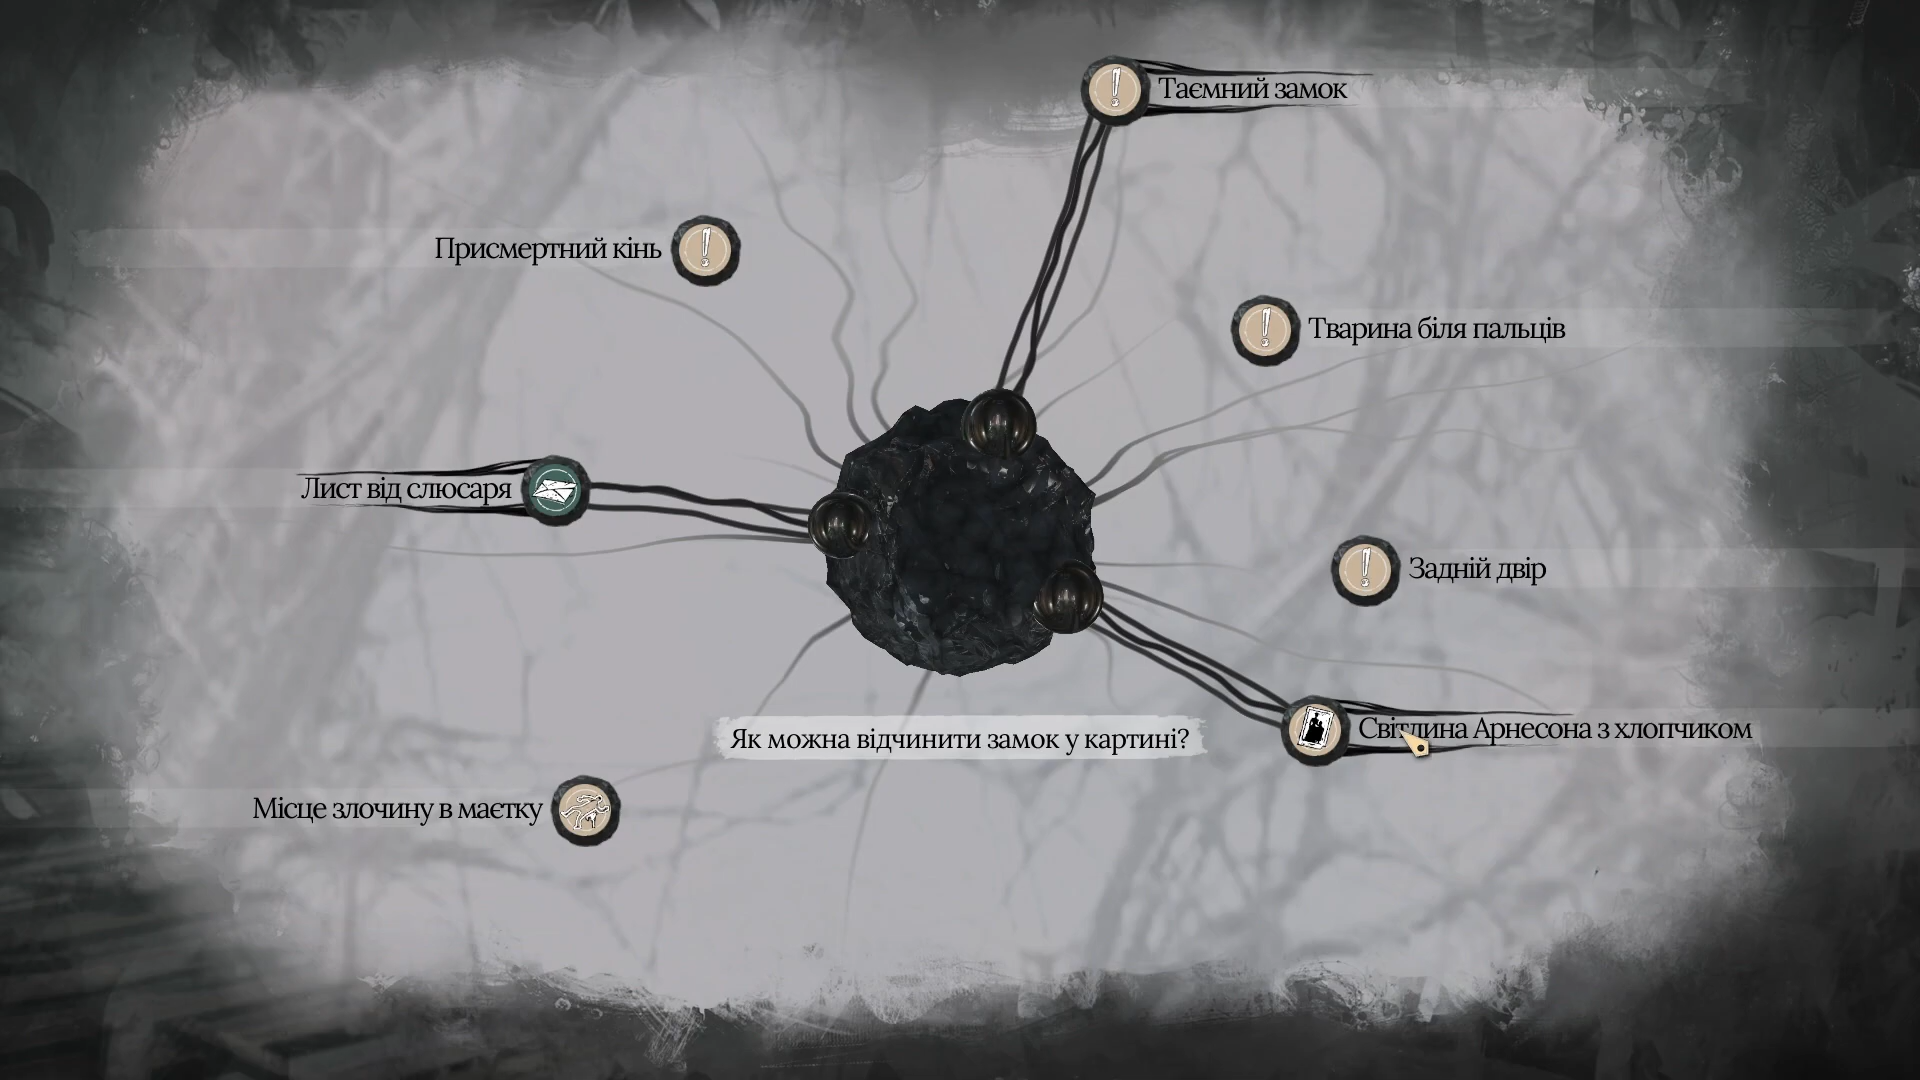 Таємний замок
Присмертний кінь
Тварина біля пальців
Лист від слюсаря
Задній двір
Світлина Арнесона з хлопчиком
Як можна відчинити замок у картині?
Місце злочину в маєтку